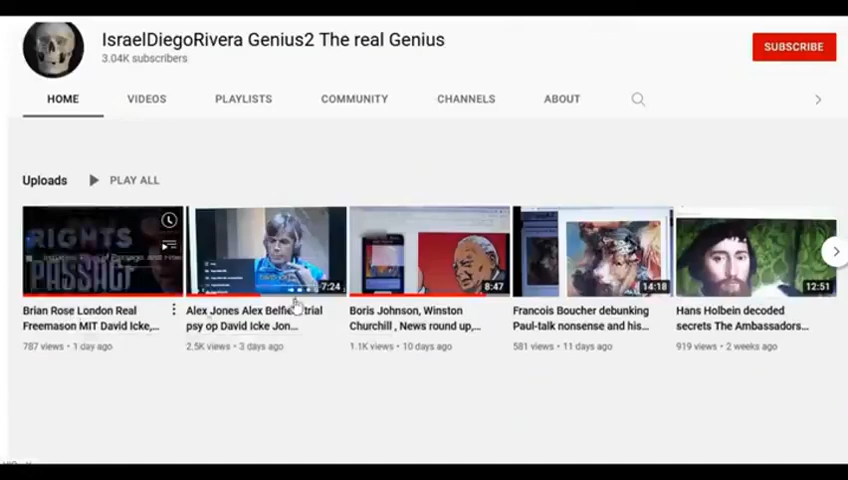 IsraelDiegoRivera Genius2 The real Genius
3.04K subscribers
SUBSCRIBE
HOME VIDEOS PLAYLISTS COMMUNITY CHANNELS ABOUT
Uploads PLAY ALL
RIGHTS
PASSAGE
7:24
8:47
14:18
12:51
Brian Rose London Real
Freemason MIT David Icke,...
787 views • 1 day ago
Alex Jones Alex Belfield trial
psy op David Icke Jon...
2.5K views • 3 days ago
Boris Johnson, Winston
Churchill , News round up,...
1.1K views • 10 days ago
Francois Boucher debunking
Paul-talk nonsense and his...
581 views • 11 days ago
Hans Holbein decoded
secrets The Ambassadors...
919 views • 2 weeks ago